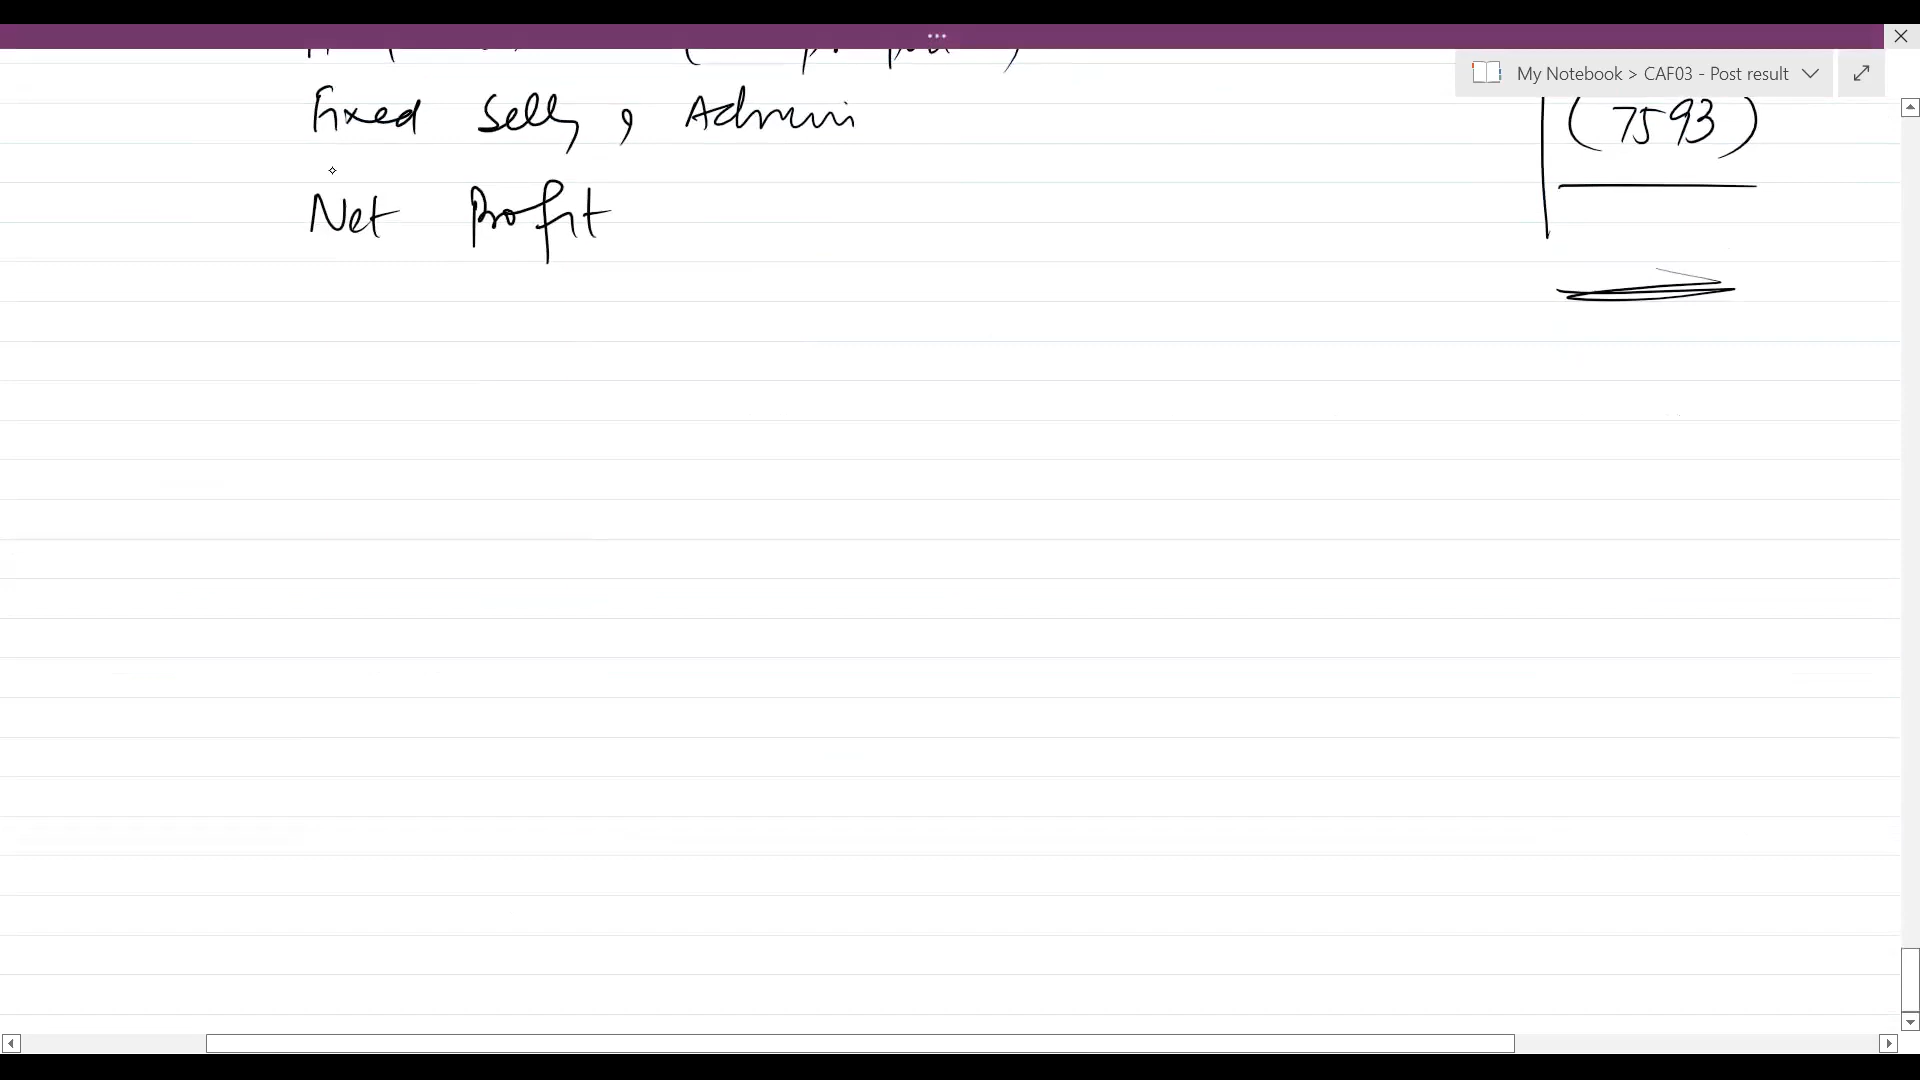 My Notebook > CAF03 - Post result
Fixed Selly, Admin (7593)
Net Profit